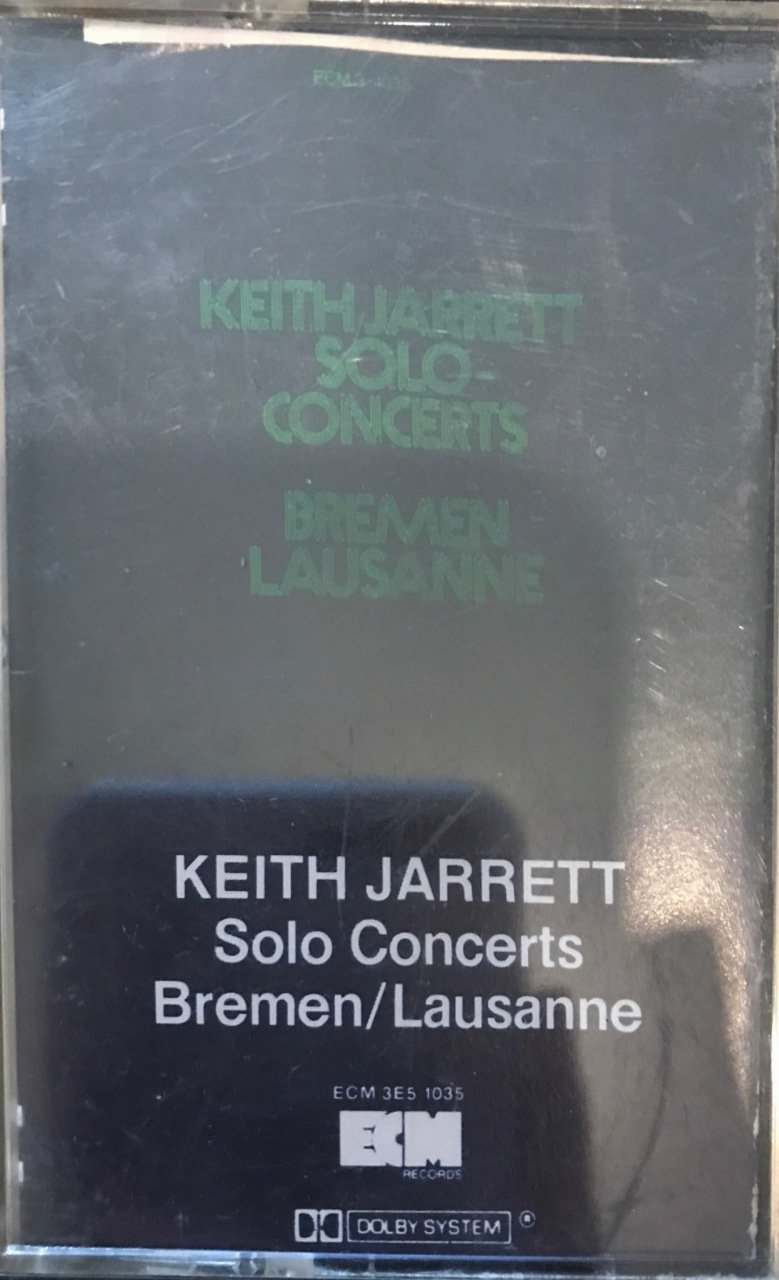 KEITH JARRETT
SOLO-
CONCERTS
BREMEN
LAUSANNE
KEITH JARRETT
Solo Concerts
Bremen/Lausanne
ECM 3E5 1035
ECM
RECORDS
DOLBY SYSTEM ®